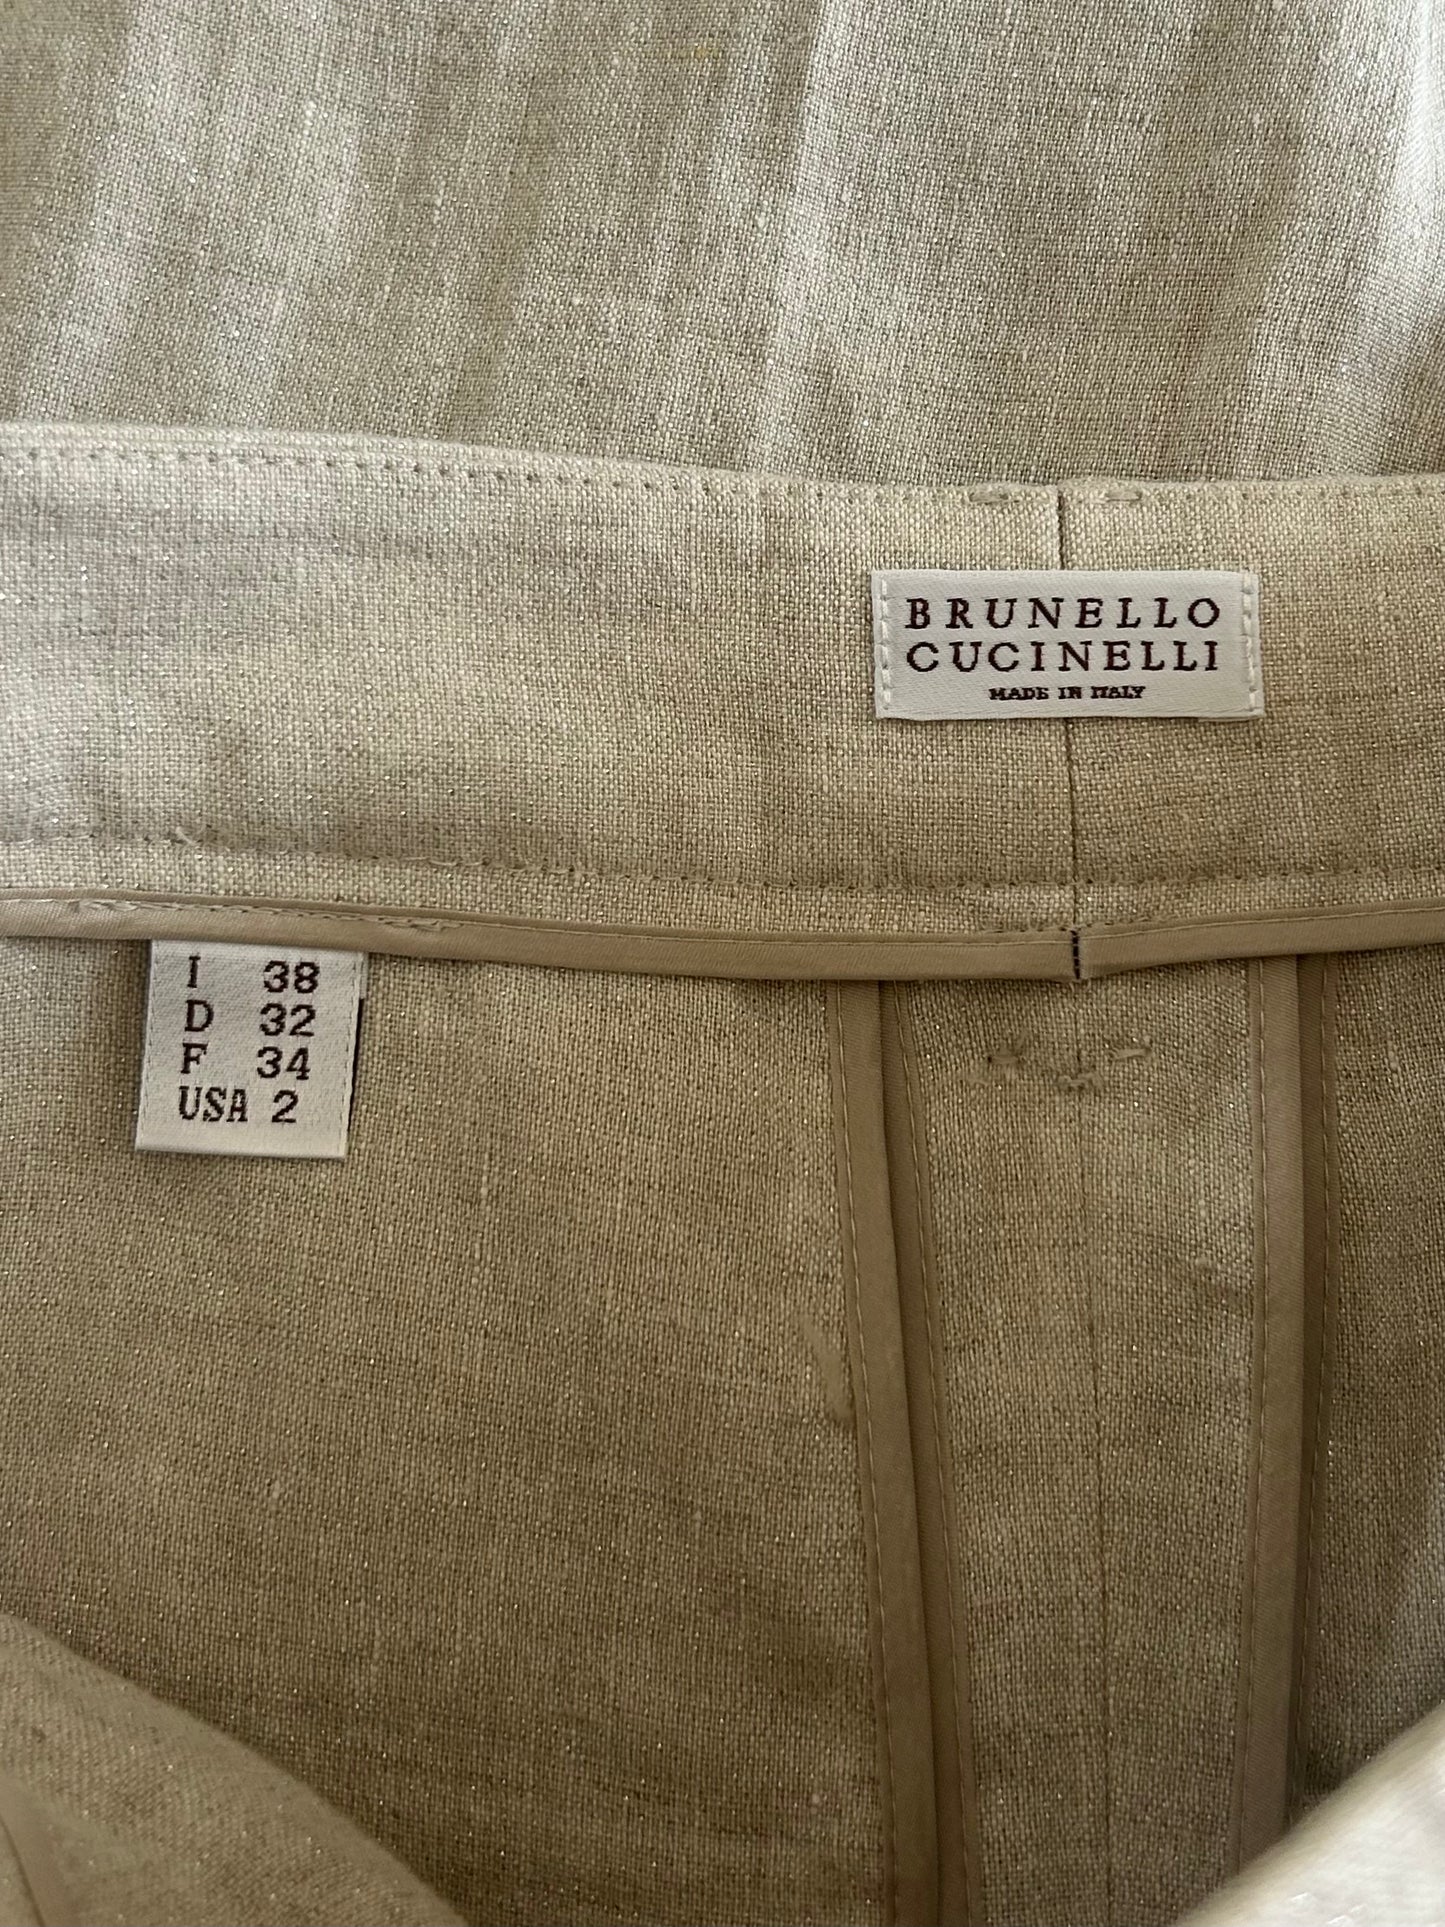 BRUNELLO
CUCINELLI
MADE IN ITALY
I 38
D 32
F 34
USA 2